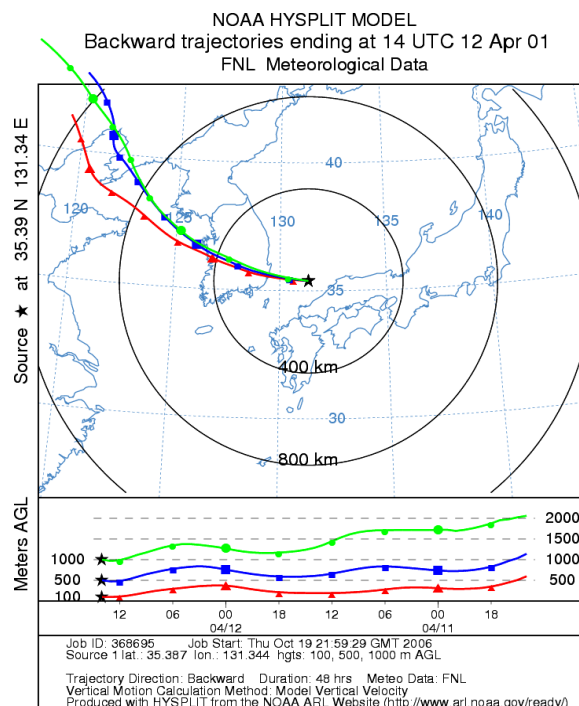 NOAA HYSPLIT MODEL
Backward trajectories ending at 14 UTC 12 Apr 01
FNL Meteorological Data
Source ★ at 35.39 N 131.34 E
40
120
125
130
135
140
35
400 km
30
800 km
Meters AGL
2000
1500
1000 1000
500 500
100
12 06 00 18 12 06 00 18
04/12 04/11
Job ID: 368695 Job Start: Thu Oct 19 21:59:29 GMT 2006
Source 1 lat.: 35.387 lon.: 131.344 hgts: 100, 500, 1000 m AGL
Trajectory Direction: Backward Duration: 48 hrs Meteo Data: FNL
Vertical Motion Calculation Method: Model Vertical Velocity
Produced with HYSPLIT from the NOAA ARL Website (http://www.arl.noaa.gov/ready/)